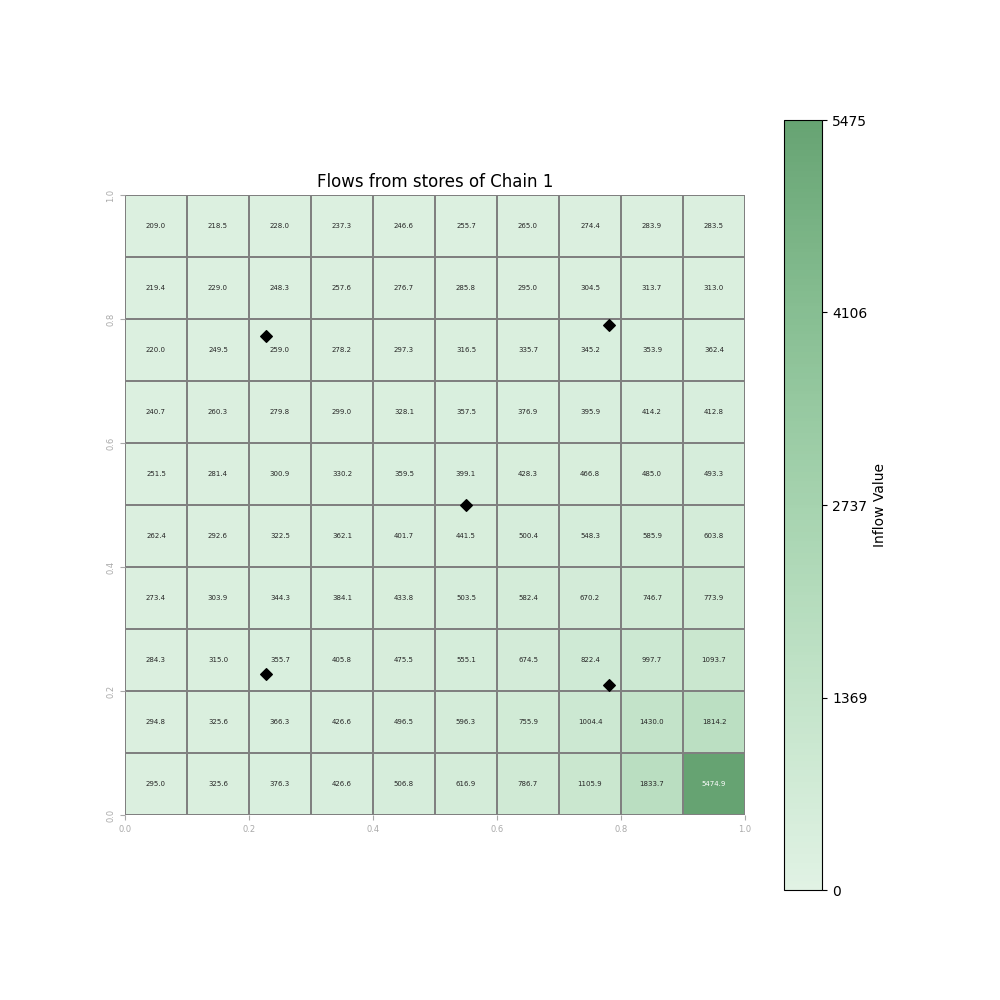 Flows from stores of Chain 1
1.0
209.0 218.5 228.0 237.3 246.6 255.7 265.0 274.4 283.9 283.5
219.4 229.0 248.3 257.6 276.7 285.8 295.0 304.5 313.7 313.0
0.8
220.0 249.5 259.0 278.2 297.3 316.5 335.7 345.2 353.9 362.4
240.7 260.3 279.8 299.0 328.1 357.5 376.9 395.9 414.2 412.8
0.6
251.5 281.4 300.9 330.2 359.5 399.1 428.3 466.8 485.0 493.3
262.4 292.6 322.5 362.1 401.7 441.5 500.4 548.3 585.9 603.8
0.4
273.4 303.9 344.3 384.1 433.8 503.5 582.4 670.2 746.7 773.9
284.3 315.0 355.7 405.8 475.5 555.1 674.5 822.4 997.7 1093.7
0.2
294.8 325.6 366.3 426.6 496.5 596.3 755.9 1004.4 1430.0 1814.2
295.0 325.6 376.3 426.6 506.8 616.9 786.7 1105.9 1833.7 5474.9
0.0
0.0 0.2 0.4 0.6 0.8 1.0
5475
4106
2737
1369
0
Inflow Value